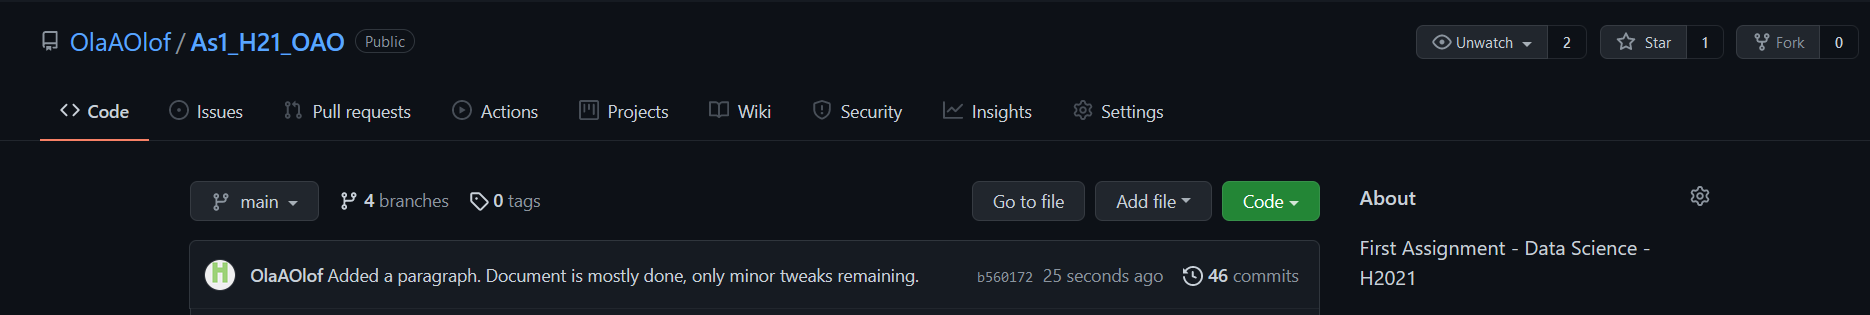 OlaAOlof / As1_H21_OAO Public Unwatch 2 Star 1 Fork 0
Code Issues Pull requests Actions Projects Wiki Security Insights Settings
main 4 branches 0 tags Go to file Add file Code About
First Assignment - Data Science -
H2021
OlaAOlof Added a paragraph. Document is mostly done, only minor tweaks remaining. b560172 25 seconds ago 46 commits